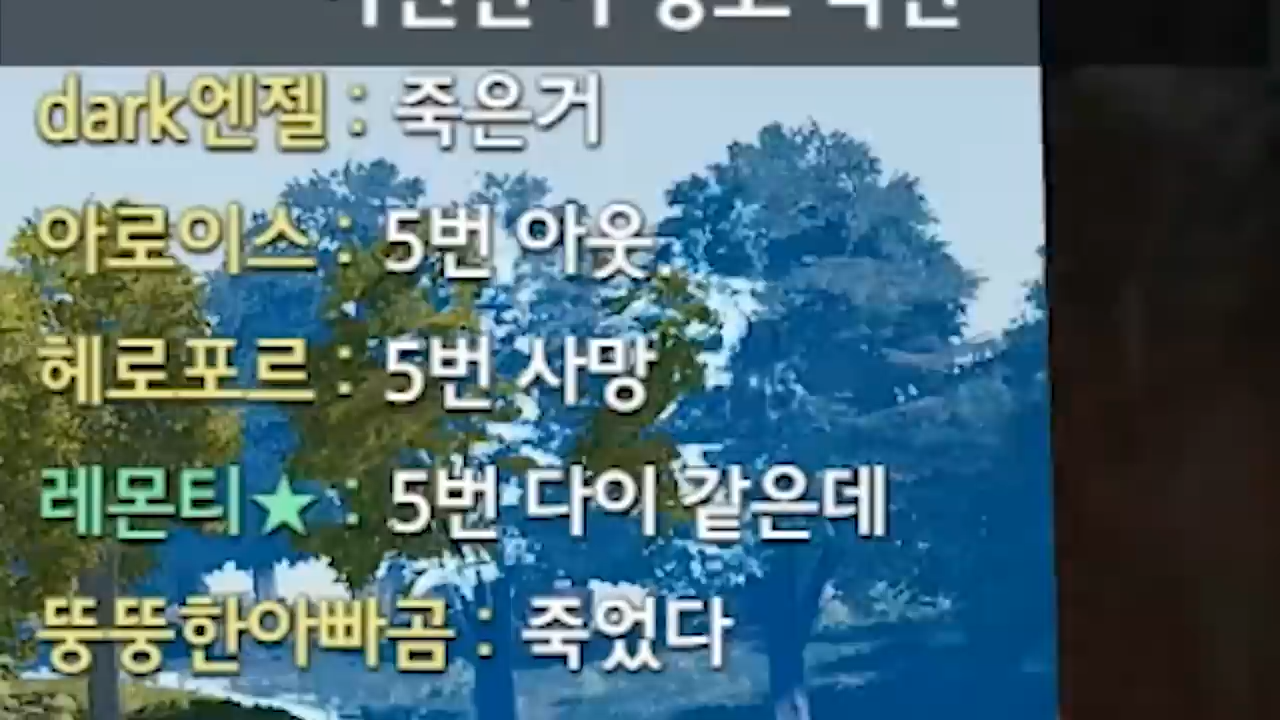 dark엔젤 : 죽은거
아로이스 : 5번 아웃
헤로포르 : 5번 사망
레몬티★ : 5번 다이 같은데
뚱뚱한아빠곰 : 죽었다